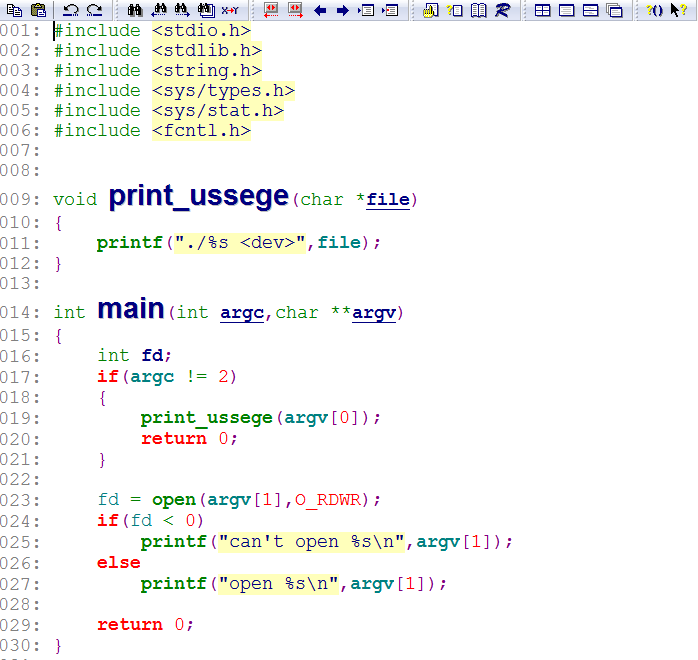 001: #include <stdio.h>
002: #include <stdlib.h>
003: #include <string.h>
004: #include <sys/types.h>
005: #include <sys/stat.h>
006: #include <fcntl.h>
007:
008:
009: void print_ussege(char *file)
010: {
011:     printf("./%s <dev>",file);
012: }
013:
014: int main(int argc,char **argv)
015: {
016:     int fd;
017:     if(argc != 2)
018:     {
019:         print_ussege(argv[0]);
020:         return 0;
021:     }
022:
023:     fd = open(argv[1],O_RDWR);
024:     if(fd < 0)
025:         printf("can't open %s\n",argv[1]);
026:     else
027:         printf("open %s\n",argv[1]);
028:
029:     return 0;
030: }